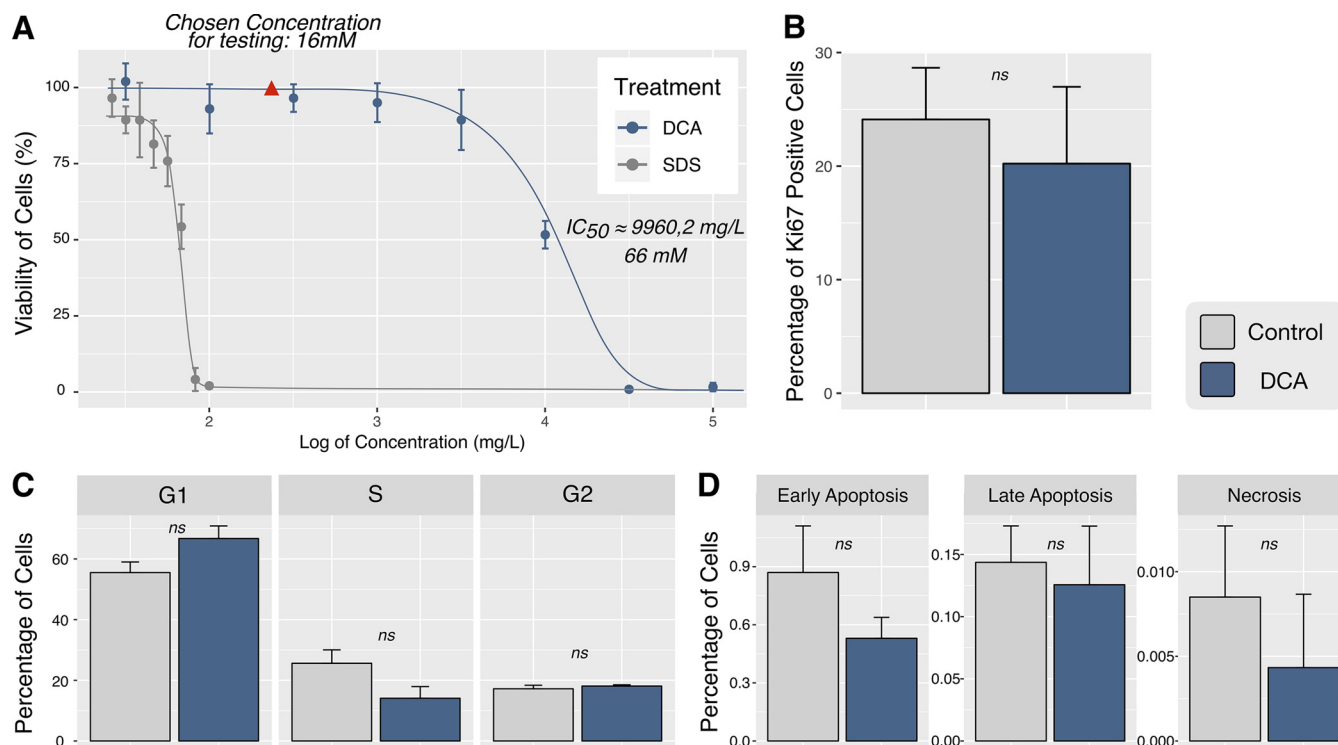 A
Chosen Concentration
for testing: 16mM
Viability of Cells (%)
100
75
50
25
0
Treatment
DCA
SDS
IC50 ≈ 9960,2 mg/L
66 mM
2
3
4
5
Log of Concentration (mg/L)
B
Percentage of Ki67 Positive Cells
30
20
10
0
ns
Control
DCA
C
Percentage of Cells
G1
S
G2
60
40
20
0
ns
ns
ns
D
Percentage of Cells
Early Apoptosis
0.9
0.6
0.3
0.0
ns
Late Apoptosis
0.15
0.10
0.05
0.00
ns
Necrosis
0.010
0.005
0.000
ns